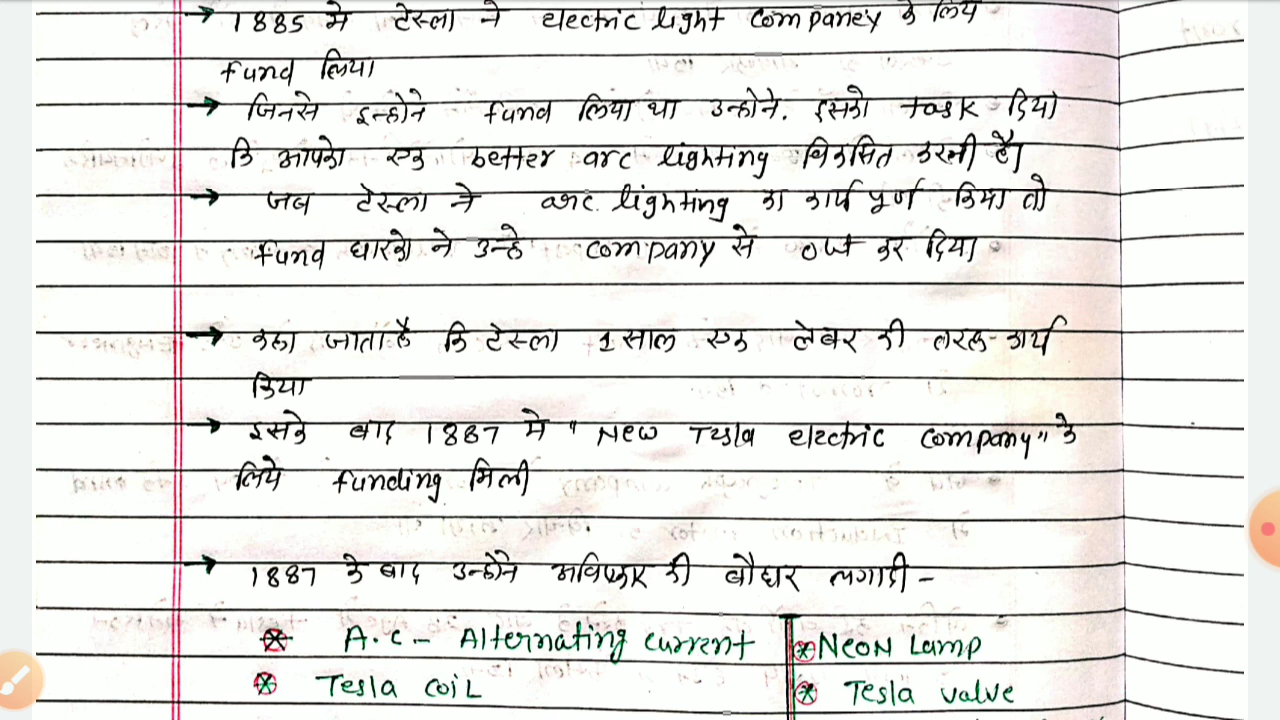 → 1885 मे टेस्ला ने electric light companey के लिये
fund लिया
→ जिनसे इन्होने fund लिया था उन्होने. इसको task दिया
कि आपको एक better arc lighting विकसित करनी है।
→ जब टेस्ला ने arc lighting का कार्य पूर्ण किया तो
fund धारको ने उन्हे company से out कर दिया
→ कहा जाता है कि टेस्ला 1 साल एक लेबर की तरह कार्य
किया
→ इसके बाद 1887 मे "New Tesla electric company" के
लिये funding मिली
→ 1887 के बाद उन्होने अविष्कार की बौछार लगादी -
A.C - Alternating current
Neon Lamp
Tesla coil
Tesla valve